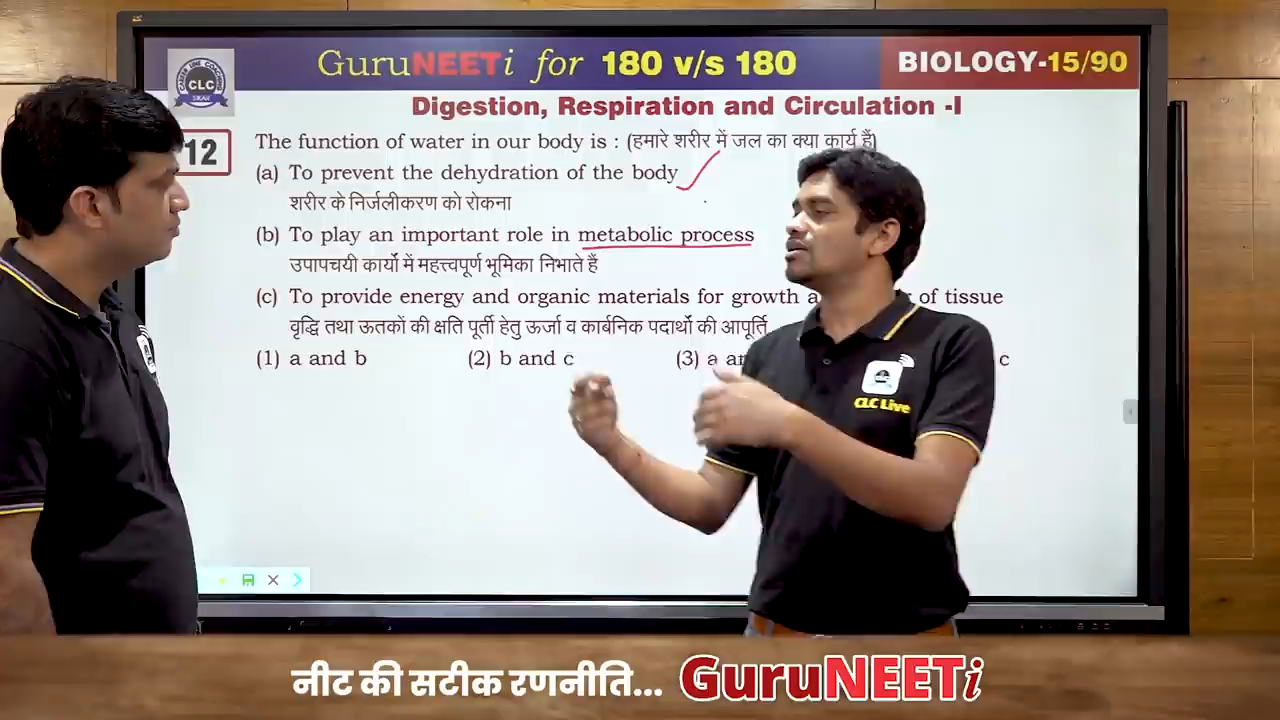 GuruNEETi for 180 v/s 180
BIOLOGY-15/90
CLC
SIKAR
Digestion, Respiration and Circulation -I
12
The function of water in our body is : (हमारे शरीर में जल का क्या कार्य हैं)
(a) To prevent the dehydration of the body
शरीर के निर्जलीकरण को रोकना
(b) To play an important role in metabolic process
उपापचयी कार्यों में महत्त्वपूर्ण भूमिका निभाते हैं
(c) To provide energy and organic materials for growth of tissue
वृद्धि तथा ऊतकों की क्षति पूर्ती हेतु ऊर्जा व कार्बनिक पदार्थों की आपूर्ति
(1) a and b (2) b and c (3) a c
CLC Live
नीट की सटीक रणनीति... GuruNEETi